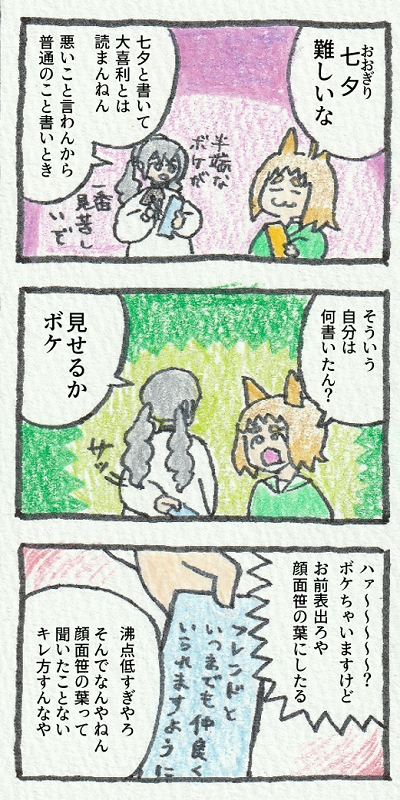 七夕
おおぎり
難しいな
七夕と書いて
大喜利とは
読まんねん
悪いこと言わんから
普通のこと書いとき
半端な
ボケが
一番
見苦し
いで
そういう
自分は
何書いたん?
見せるか
ボケ
サッ
ハァ~~~~~?
ボケちゃいますけど
お前表出ろや
顔面笹の葉にしたる
フレンドと
いつまでも仲良く
いられますように
沸点低すぎやろ
そんでなんやねん
顔面笹の葉って
聞いたことない
キレ方すんなや